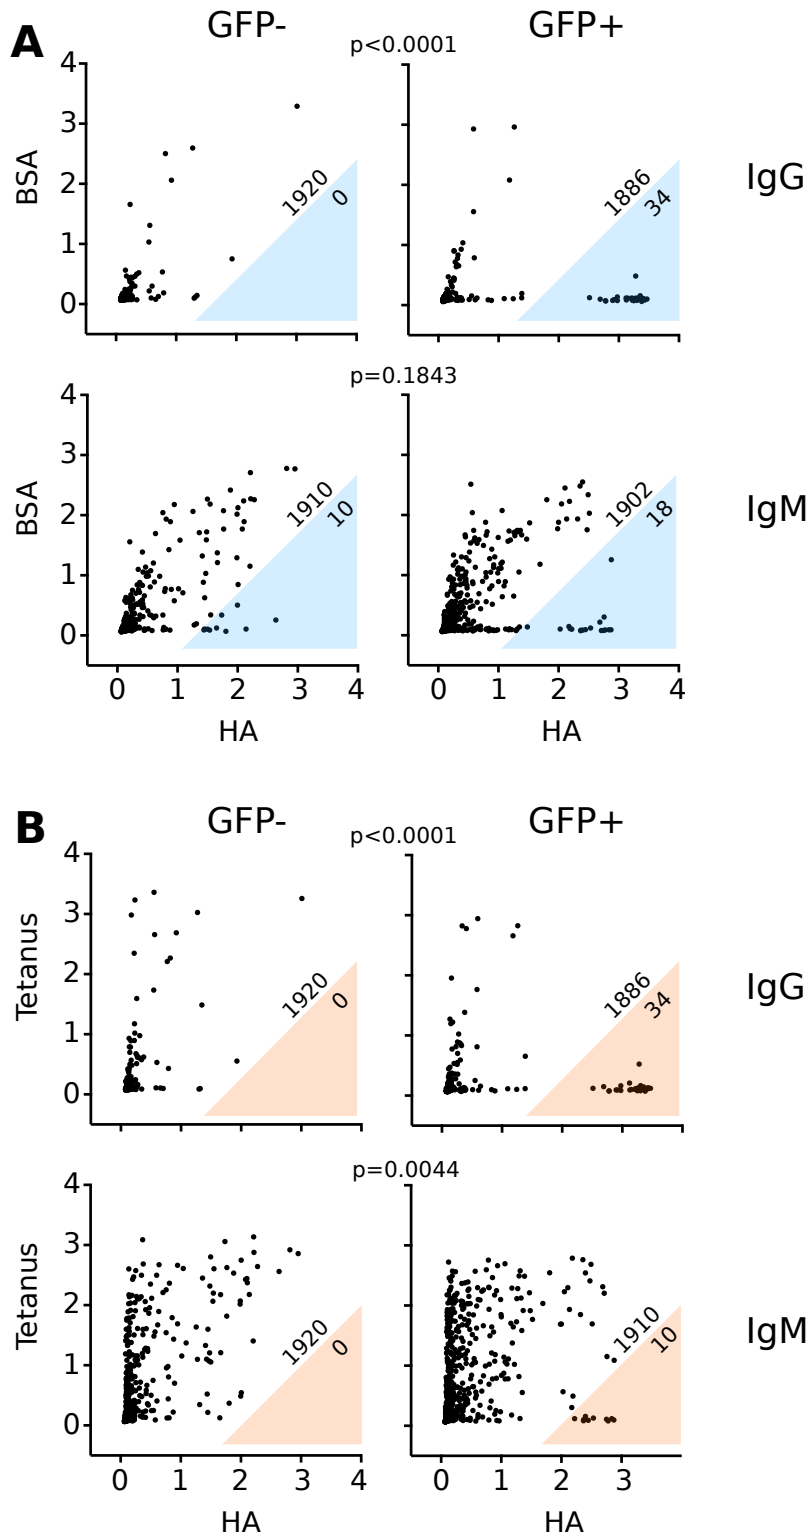 A
GFP-
GFP+
p<0.0001
4
3
2
1
0
BSA
1920
0
1886
34
IgG
p=0.1843
4
3
2
1
0
BSA
1910
10
1902
18
IgM
0 1 2 3 4
0 1 2 3 4
HA
HA
B
GFP-
GFP+
p<0.0001
4
3
2
1
0
Tetanus
1920
0
1886
34
IgG
p=0.0044
4
3
2
1
0
Tetanus
1920
0
1910
10
IgM
0 1 2 3 4
0 1 2 3
HA
HA